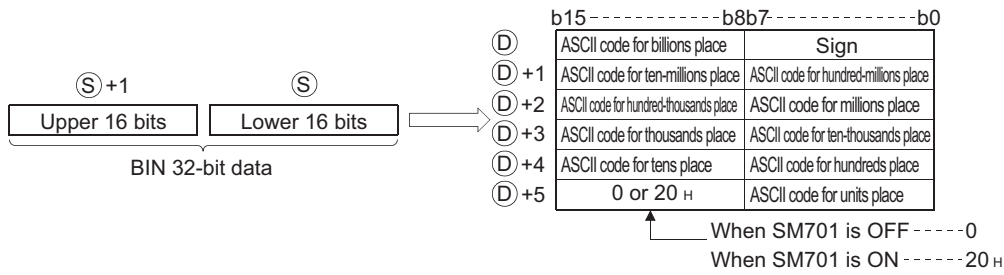 b15 b8b7 b0
D ASCII code for billions place Sign
S+1 S D+1 ASCII code for ten-millions place ASCII code for hundred-millions place
D+2 ASCII code for hundred-thousands place ASCII code for millions place
Upper 16 bits Lower 16 bits D+3 ASCII code for thousands place ASCII code for ten-thousands place
BIN 32-bit data D+4 ASCII code for tens place ASCII code for hundreds place
D+5 0 or 20 H ASCII code for units place
When SM701 is OFF-----0
When SM701 is ON------20 H